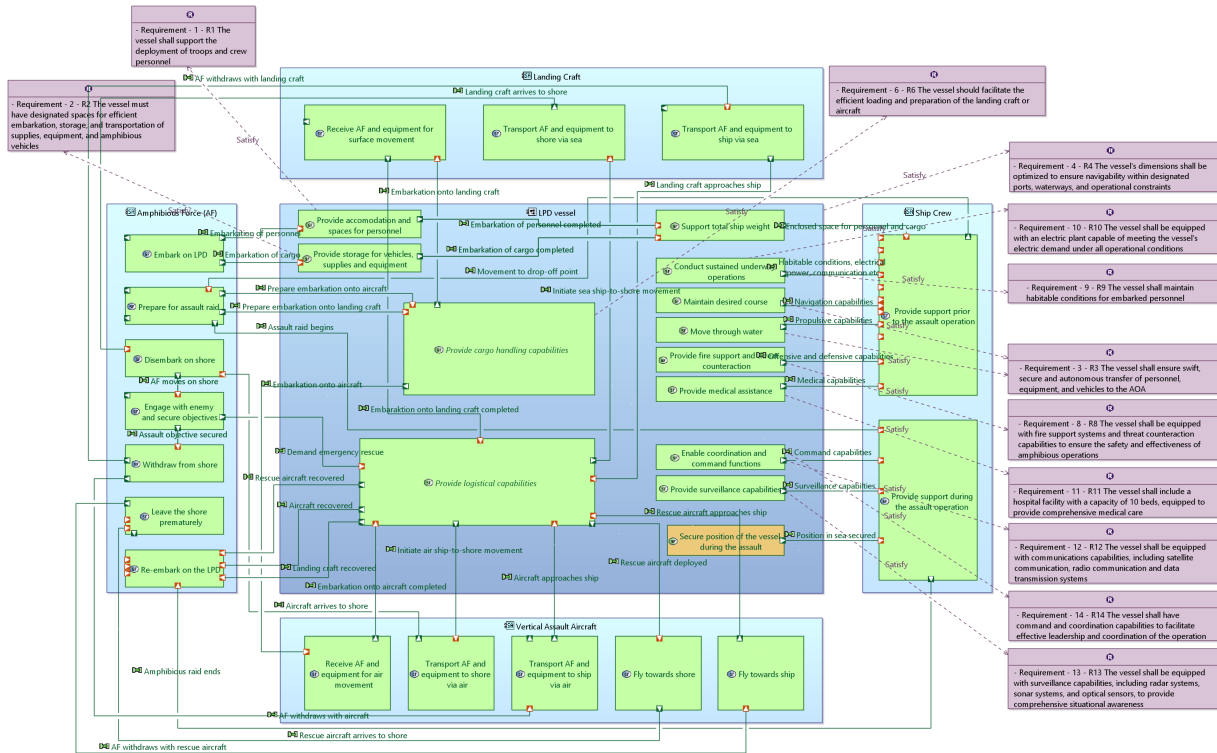 - Requirement - 1 - R1 The
vessel shall support the
deployment of troops and crew
personnel
- Requirement - 2 - R2 The vessel must
have designated spaces for efficient
embarkation, storage, and transportation of
supplies, equipment, and amphibious
vehicles
- Requirement - 6 - R6 The vessel should facilitate the
efficient loading and preparation of the landing craft or
aircraft
- Requirement - 4 - R4 The vessel's dimensions shall be
optimized to ensure navigability within designated
ports, waterways, and operational constraints
- Requirement - 10 - R10 The vessel shall be equipped
with an electric plant capable of meeting the vessel's
electric demand under all operational conditions
- Requirement - 9 - R9 The vessel shall maintain
habitable conditions for embarked personnel
- Requirement - 3 - R3 The vessel shall ensure swift,
secure and autonomous transfer of personnel,
equipment, and vehicles to the AOA
- Requirement - 8 - R8 The vessel shall be equipped
with fire support systems and threat counteraction
capabilities to ensure the safety and effectiveness of
amphibious operations
- Requirement - 11 - R11 The vessel shall include a
hospital facility with a capacity of 10 beds, equipped to
provide comprehensive medical care
- Requirement - 12 - R12 The vessel shall be equipped
with communications capabilities, including satellite
communication, radio communication and data
transmission systems
- Requirement - 14 - R14 The vessel shall have
command and coordination capabilities to facilitate
effective leadership and coordination of the operation
- Requirement - 13 - R13 The vessel shall be equipped
with surveillance capabilities, including radar systems,
sonar systems, and optical sensors, to provide
comprehensive situational awareness
Landing Craft
AF withdraws with landing craft
Landing craft arrives to shore
Receive AF and equipment for
surface movement
Transport AF and equipment to
shore via sea
Transport AF and equipment to
ship via sea
Satisfy
Satisfy
Embarkation onto landing craft
Landing craft approaches ship
Amphibious Force (AF)
Satisfy
Embark on LPD
Prepare for assault raid
Disembark on shore
AF moves on shore
Engage with enemy
and secure objectives
Assault objective secured
Withdraw from shore
Leave the shore
prematurely
Re-embark on the LPD
Embarkation of personnel
Embarkation of cargo
Prepare embarkation onto aircraft
Prepare embarkation onto landing craft
Assault raid begins
LPD vessel
Provide accomodation and
spaces for personnel
Provide storage for vehicles,
supplies and equipment
Embarkation of personnel completed
Embarkation of cargo completed
Movement to drop-off point
Initiate sea ship-to-shore movement
Satisfy
Support total ship weight
Enclosed space for personnel and cargo
Conduct sustained underway
operations
Habitable conditions, electrical
power, communication etc
Maintain desired course
Navigation capabilities
Move through water
Propulsive capabilities
Provide fire support and threat
counteraction
Offensive and defensive capabilities
Provide medical assistance
Medical capabilities
Provide cargo handling capabilities
Embarkation onto aircraft
Embaraktion onto landing craft completed
Provide logistical capabilities
Demand emergency rescue
Rescue aircraft recovered
Aircraft recovered
Initiate air ship-to-shore movement
Landing craft recovered
Embarkation onto aircraft completed
Aircraft approaches ship
Rescue aircraft approaches ship
Rescue aircraft deployed
Enable coordination and
command functions
Command capabilities
Provide surveillance capabilities
Surveillance capabilities
Secure position of the vessel
during the assault
Position in sea-secured
Ship Crew
Satisfy
Satisfy
Provide support prior
to the assault operation
Satisfy
Satisfy
Satisfy
Satisfy
Satisfy
Provide support during
the assault operation
Satisfy
Satisfy
Aircraft arrives to shore
Vertical Assault Aircraft
Receive AF and
equipment for air
movement
Transport AF and
equipment to shore
via air
Transport AF and
equipment to ship
via air
Fly towards shore
Fly towards ship
Amphibious raid ends
AF withdraws with aircraft
Rescue aircraft arrives to shore
AF withdraws with rescue aircraft